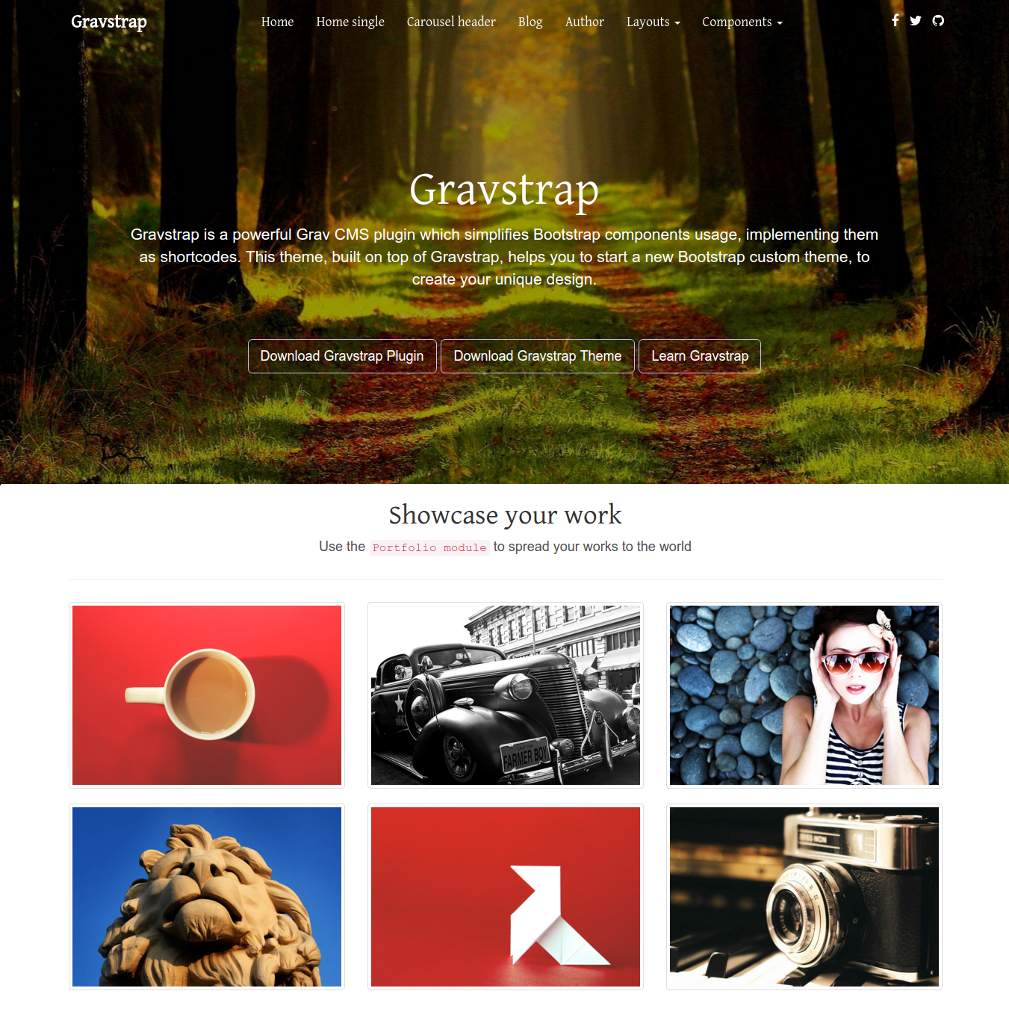 Gravstrap
Home Home single Carousel header Blog Author Layouts Components
Gravstrap
Gravstrap is a powerful Grav CMS plugin which simplifies Bootstrap components usage, implementing them
as shortcodes. This theme, built on top of Gravstrap, helps you to start a new Bootstrap custom theme, to
create your unique design.
Download Gravstrap Plugin Download Gravstrap Theme Learn Gravstrap
Showcase your work
Use the Portfolio module to spread your works to the world
FARMER BOY